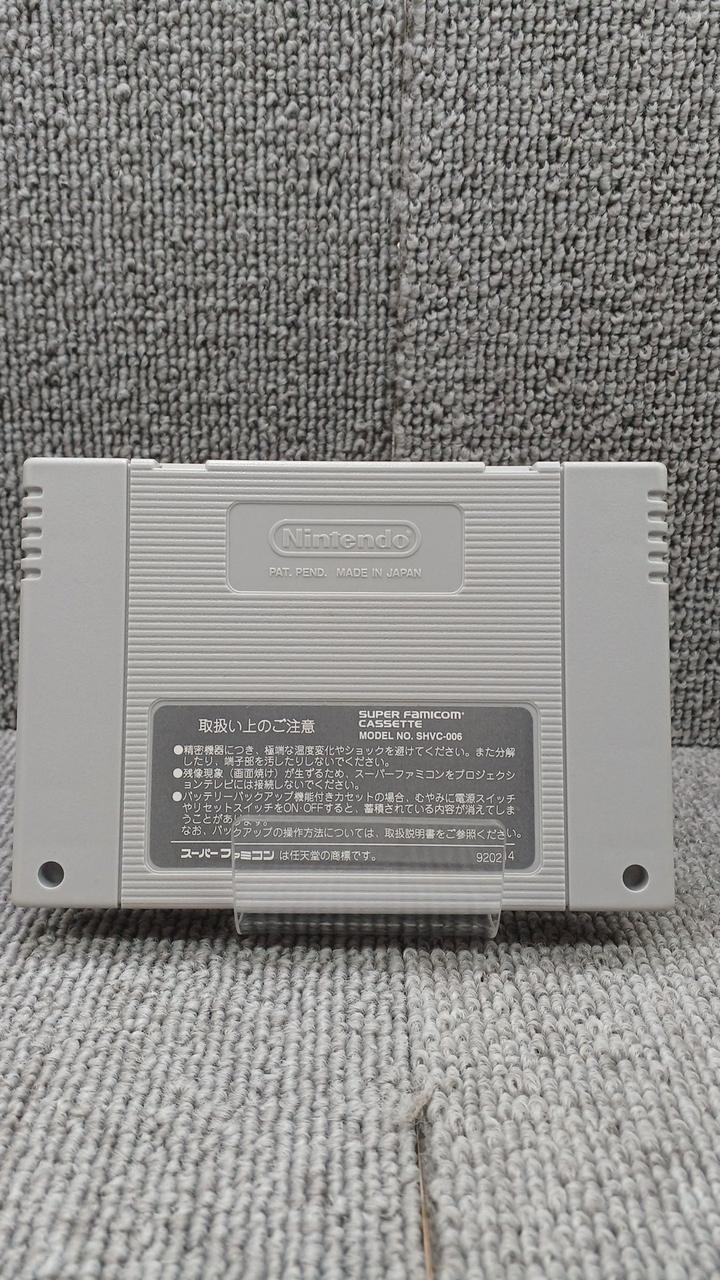 Nintendo
PAT. PEND. MADE IN JAPAN
取扱い上のご注意
SUPER FAMICOM
CASSETTE
MODEL NO. SHVC-006
●精密機器につき、極端な温度変化やショックを避けてください。また分解
したり、端子部を汚したりしないでください。
●残像現象（画面焼け）が生ずるため、スーパーファミコンをプロジェクシ
ョンテレビには接続しないでください。
●バッテリーバックアップ機能付きカセットの場合、むやみに電源スイッチ
やリセットスイッチをON・OFFすると、蓄積されている内容が消えてしま
うことがあります。
なお、バックアップの操作方法については、取扱説明書をご参照ください。
スーパーファミコン は任天堂の商標です。